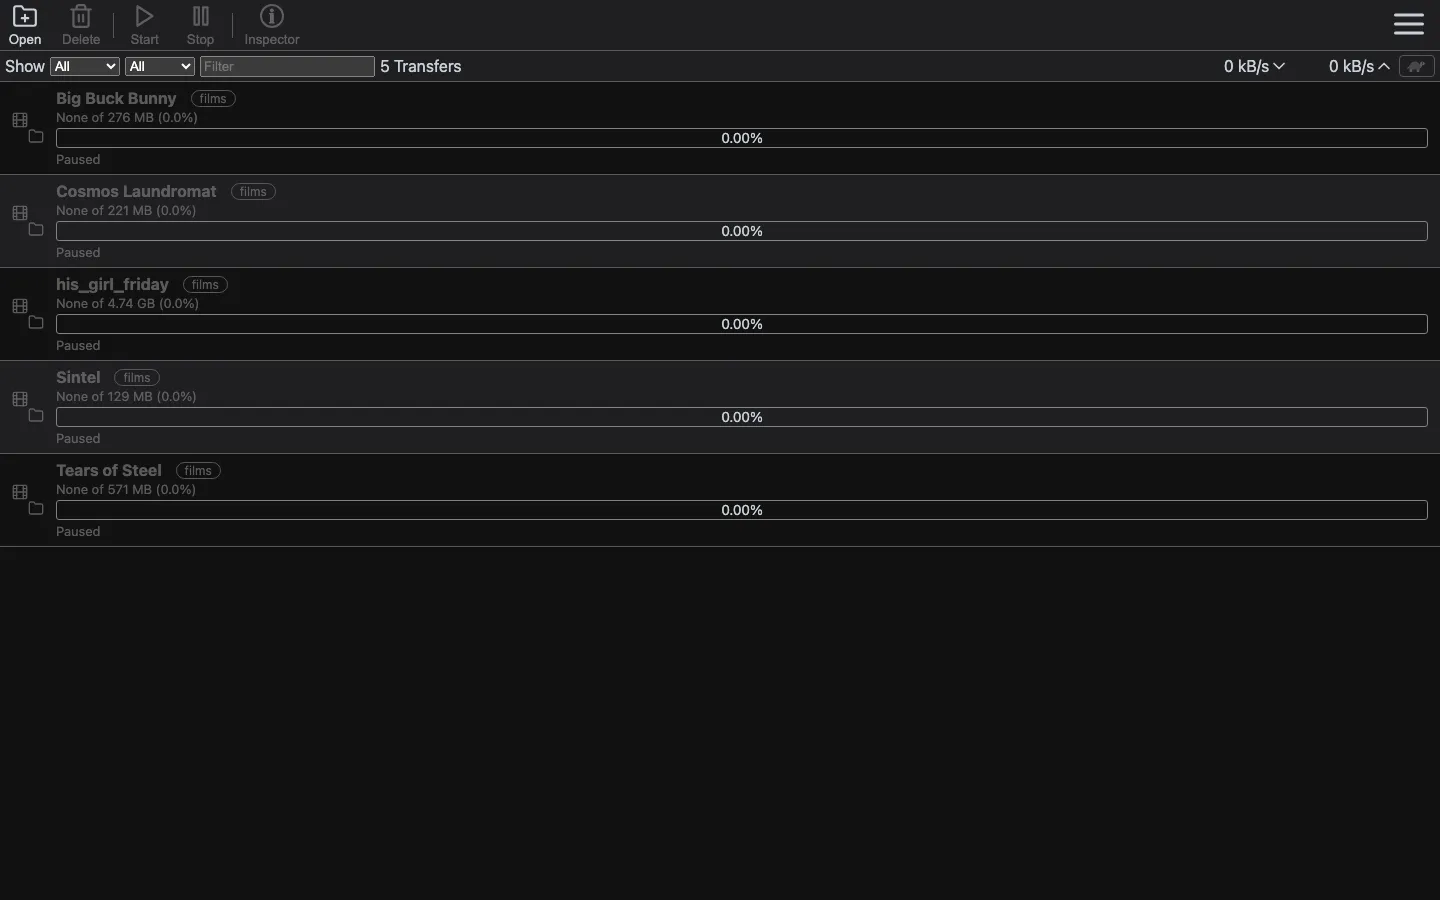 Open Delete Start Stop Inspector
Show All All Filter 5 Transfers 0 kB/s 0 kB/s
Big Buck Bunny films
None of 276 MB (0.0%)
0.00%
Paused
Cosmos Laundromat films
None of 221 MB (0.0%)
0.00%
Paused
his_girl_friday films
None of 4.74 GB (0.0%)
0.00%
Paused
Sintel films
None of 129 MB (0.0%)
0.00%
Paused
Tears of Steel films
None of 571 MB (0.0%)
0.00%
Paused